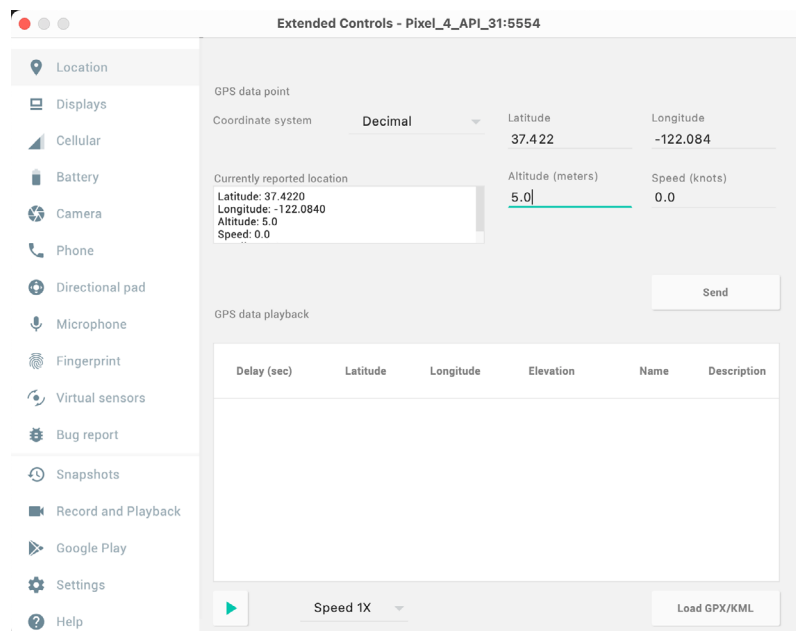 Extended Controls - Pixel_4_API_31:5554
Location
Displays
Cellular
Battery
Camera
Phone
Directional pad
Microphone
Fingerprint
Virtual sensors
Bug report
Snapshots
Record and Playback
Google Play
Settings
Help
GPS data point
Coordinate system
Decimal
Latitude
37.422
Longitude
-122.084
Currently reported location
Latitude: 37.4220
Longitude: -122.0840
Altitude: 5.0
Speed: 0.0
Altitude (meters)
5.0
Speed (knots)
0.0
Send
GPS data playback
Delay (sec) Latitude Longitude Elevation Name Description
Speed 1X
Load GPX/KML